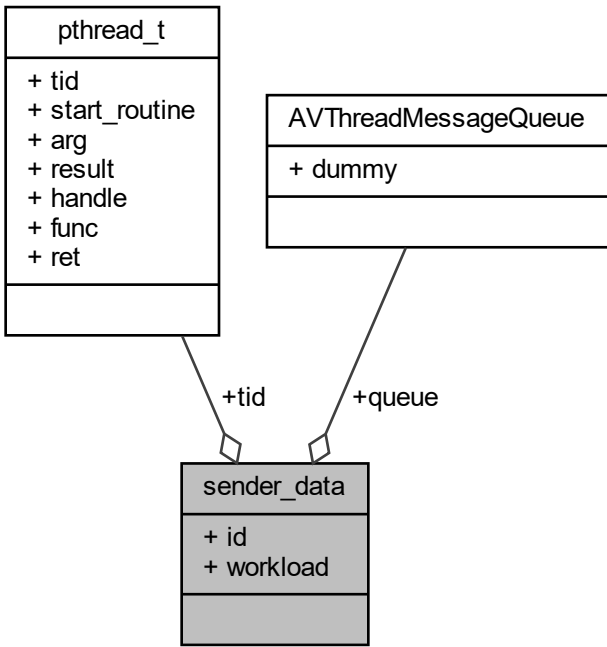 pthread_t
+ tid
+ start_routine
+ arg
+ result
+ handle
+ func
+ ret
AVThreadMessageQueue
+ dummy
+tid
+queue
sender_data
+ id
+ workload